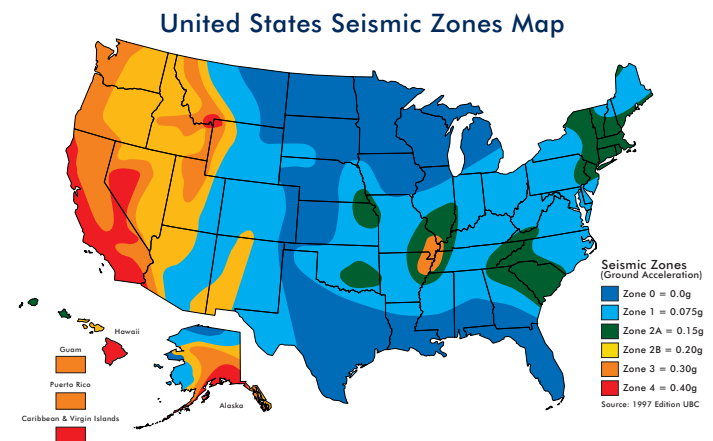 United States Seismic Zones Map
Seismic Zones
(Ground Acceleration)
Zone 0 = 0.0g
Zone 1 = 0.075g
Zone 2A = 0.15g
Zone 2B = 0.20g
Zone 3 = 0.30g
Zone 4 = 0.40g
Source: 1997 Edition UBC
Hawaii
Guam
Puerto Rico
Caribbean & Virgin Islands
Alaska